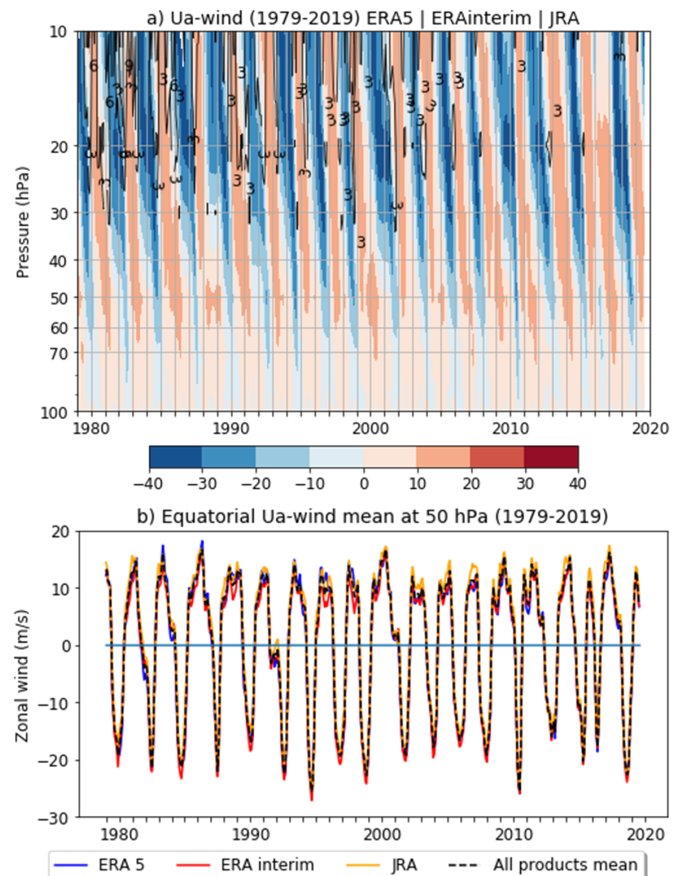 a) Ua-wind (1979-2019) ERA5 | ERAinterim | JRA
Pressure (hPa)
10
20
30
40
50
60
70
100
1980 1990 2000 2010 2020
−40 −30 −20 −10 0 10 20 30 40
b) Equatorial Ua-wind mean at 50 hPa (1979-2019)
Zonal wind (m/s)
20
10
0
−10
−20
−30
1980 1990 2000 2010 2020
ERA 5 ERA interim JRA All products mean